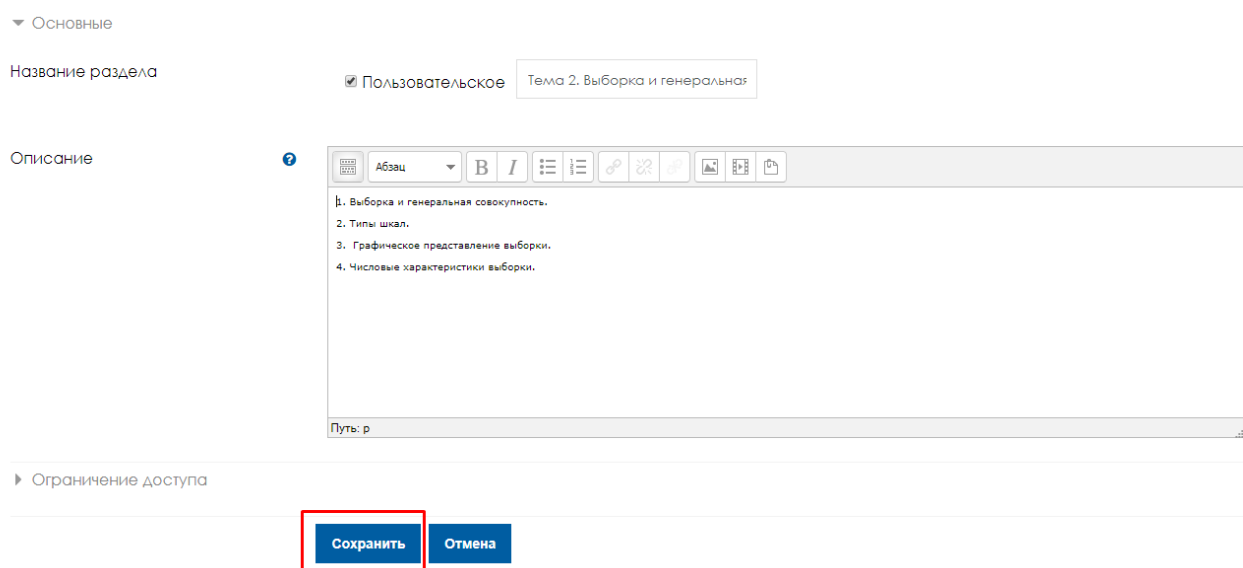 Основные
Название раздела
Пользовательское
Тема 2. Выборка и генеральная
Описание
Абзац
B I
1. Выборка и генеральная совокупность.
2. Типы шкал.
3. Графическое представление выборки.
4. Числовые характеристики выборки.
Путь: p
Ограничение доступа
Сохранить
Отмена